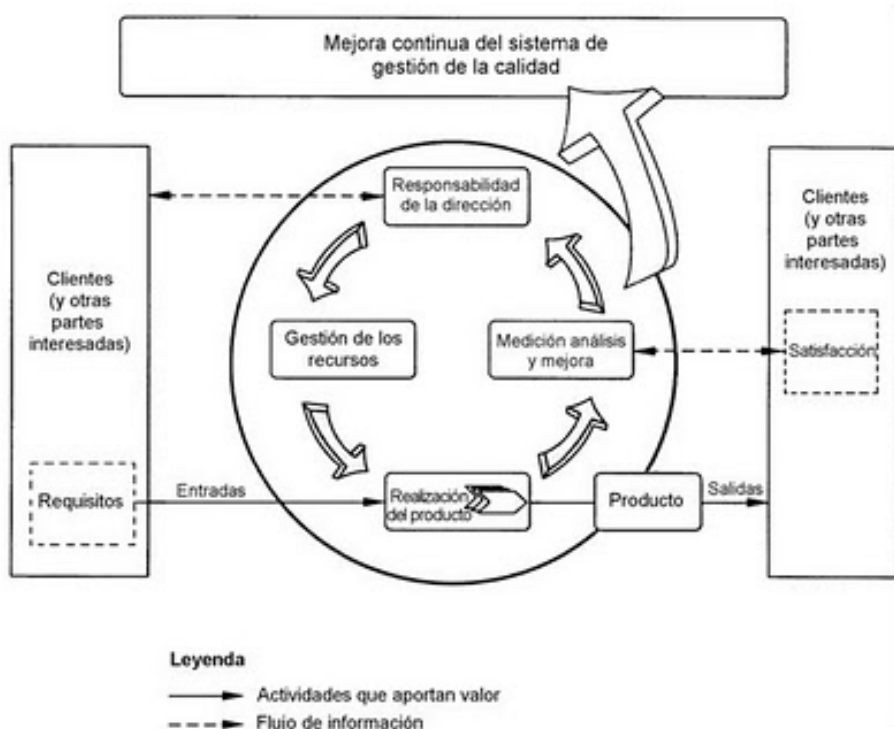 Mejora continua del sistema de
gestión de la calidad
Responsabilidad
de la dirección
Clientes
(y otras
partes
interesadas)
Clientes
(y otras
partes
interesadas)
Gestión de los
recursos
Medición análisis
y mejora
Satisfacción
Requisitos
Entradas
Realización
del producto
Producto
Salidas
Leyenda
Actividades que aportan valor
Flujo de información